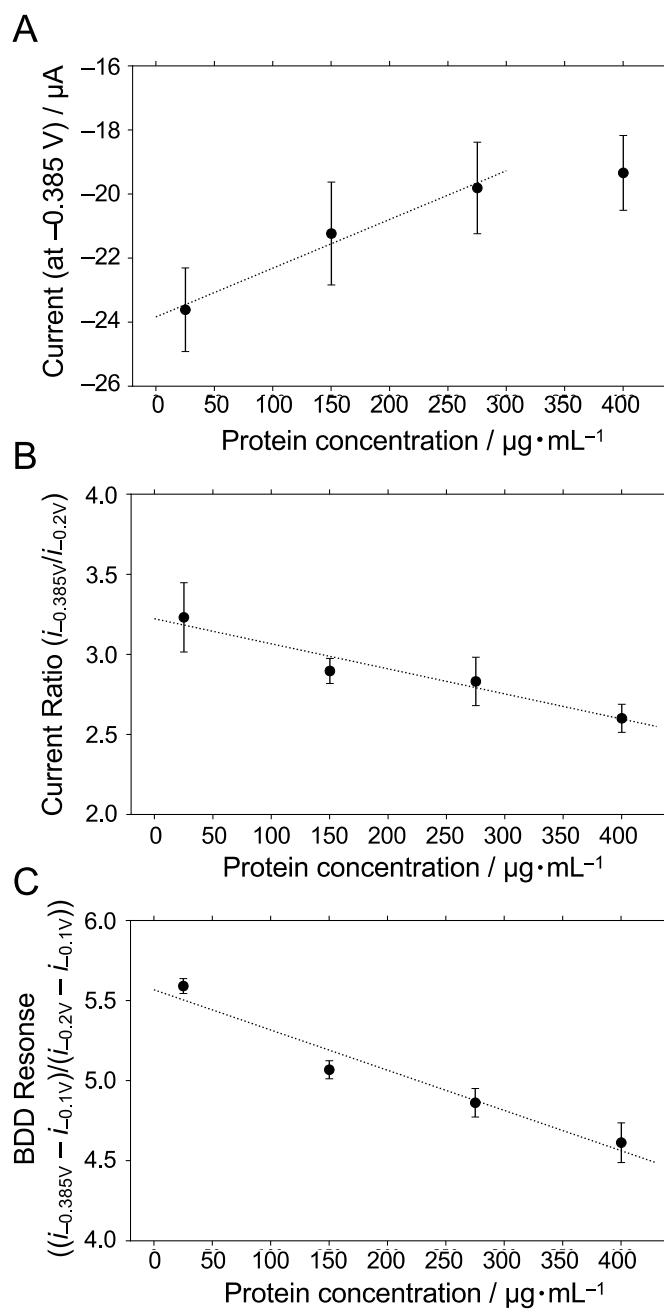 A
Current (at –0.385 V) / µA
–16
–18
–20
–22
–24
–26
0 50 100 150 200 250 300 350 400
Protein concentration / µg·mL⁻¹
B
Current Ratio (i–0.385V/i–0.2V)
4.0
3.5
3.0
2.5
2.0
0 50 100 150 200 250 300 350 400
Protein concentration / µg·mL⁻¹
C
BDD Resonse
((i–0.385V – i–0.1V)/(i–0.2V – i–0.1V))
6.0
5.5
5.0
4.5
4.0
0 50 100 150 200 250 300 350 400
Protein concentration / µg·mL⁻¹